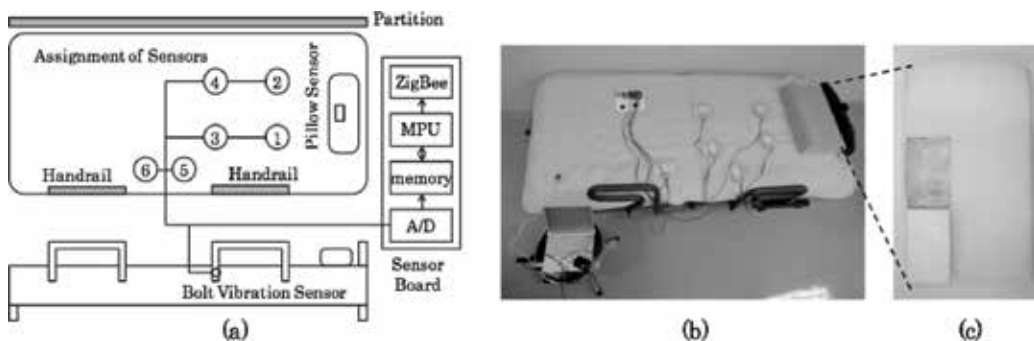 Partition
Assignment of Sensors
④ ②
Pillow Sensor
③ ①
⑥ ⑤
Handrail
Handrail
ZigBee
MPU
memory
A/D
Sensor
Board
Bolt Vibration Sensor
(a)
(b)
(c)